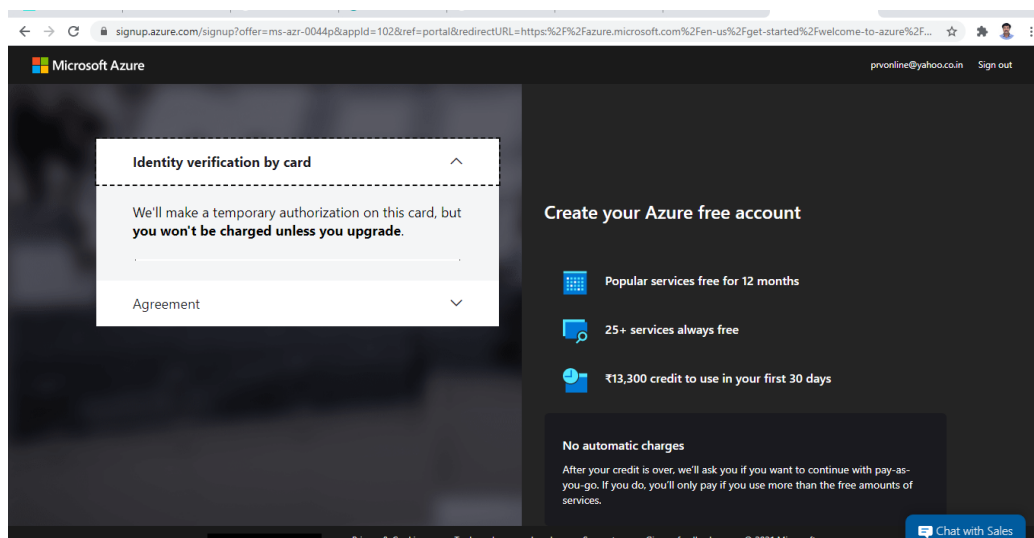 signup.azure.com/signup?offer=ms-azr-0044p&appId=102&ref=portal&redirectURL=https:%2F%2Fazure.microsoft.com%2Fen-us%2Fget-started%2Fwelcome-to-azure%2F...
Microsoft Azure
prvonline@yahoo.co.in Sign out
Identity verification by card
We'll make a temporary authorization on this card, but
you won't be charged unless you upgrade.
Agreement
Create your Azure free account
Popular services free for 12 months
25+ services always free
₹13,300 credit to use in your first 30 days
No automatic charges
After your credit is over, we'll ask you if you want to continue with pay-as-
you-go. If you do, you'll only pay if you use more than the free amounts of
services.
Chat with Sales